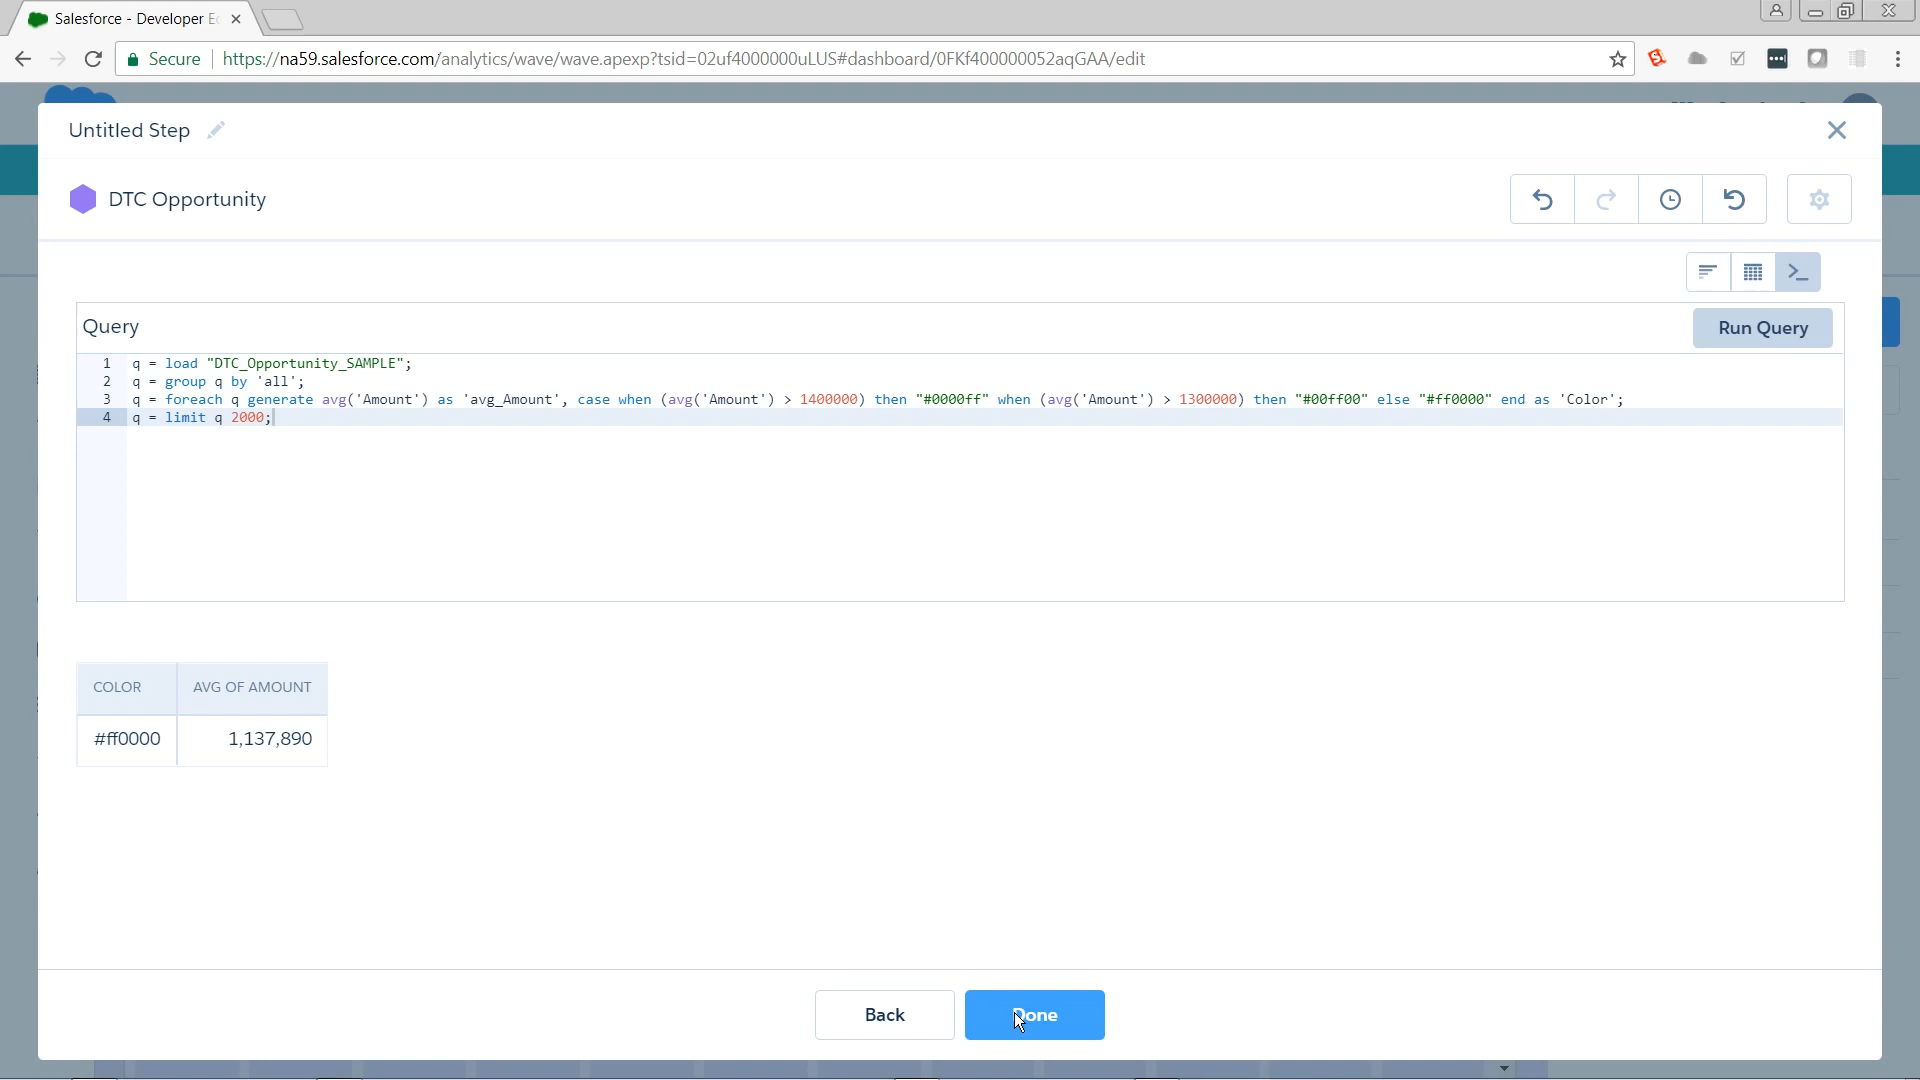 Salesforce - Developer E
Secure
https://na59.salesforce.com/analytics/wave/wave.apexp?tsid=02uf4000000uLUS#dashboard/0FKf400000052aqGAA/edit
Untitled Step
DTC Opportunity
Query
Run Query
1 q = load "DTC_Opportunity_SAMPLE";
2 q = group q by 'all';
3 q = foreach q generate avg('Amount') as 'avg_Amount', case when (avg('Amount') > 1400000) then "#0000ff" when (avg('Amount') > 1300000) then "#00ff00" else "#ff0000" end as 'Color';
4 q = limit q 2000;
COLOR AVG OF AMOUNT
#ff0000 1,137,890
Back
Done